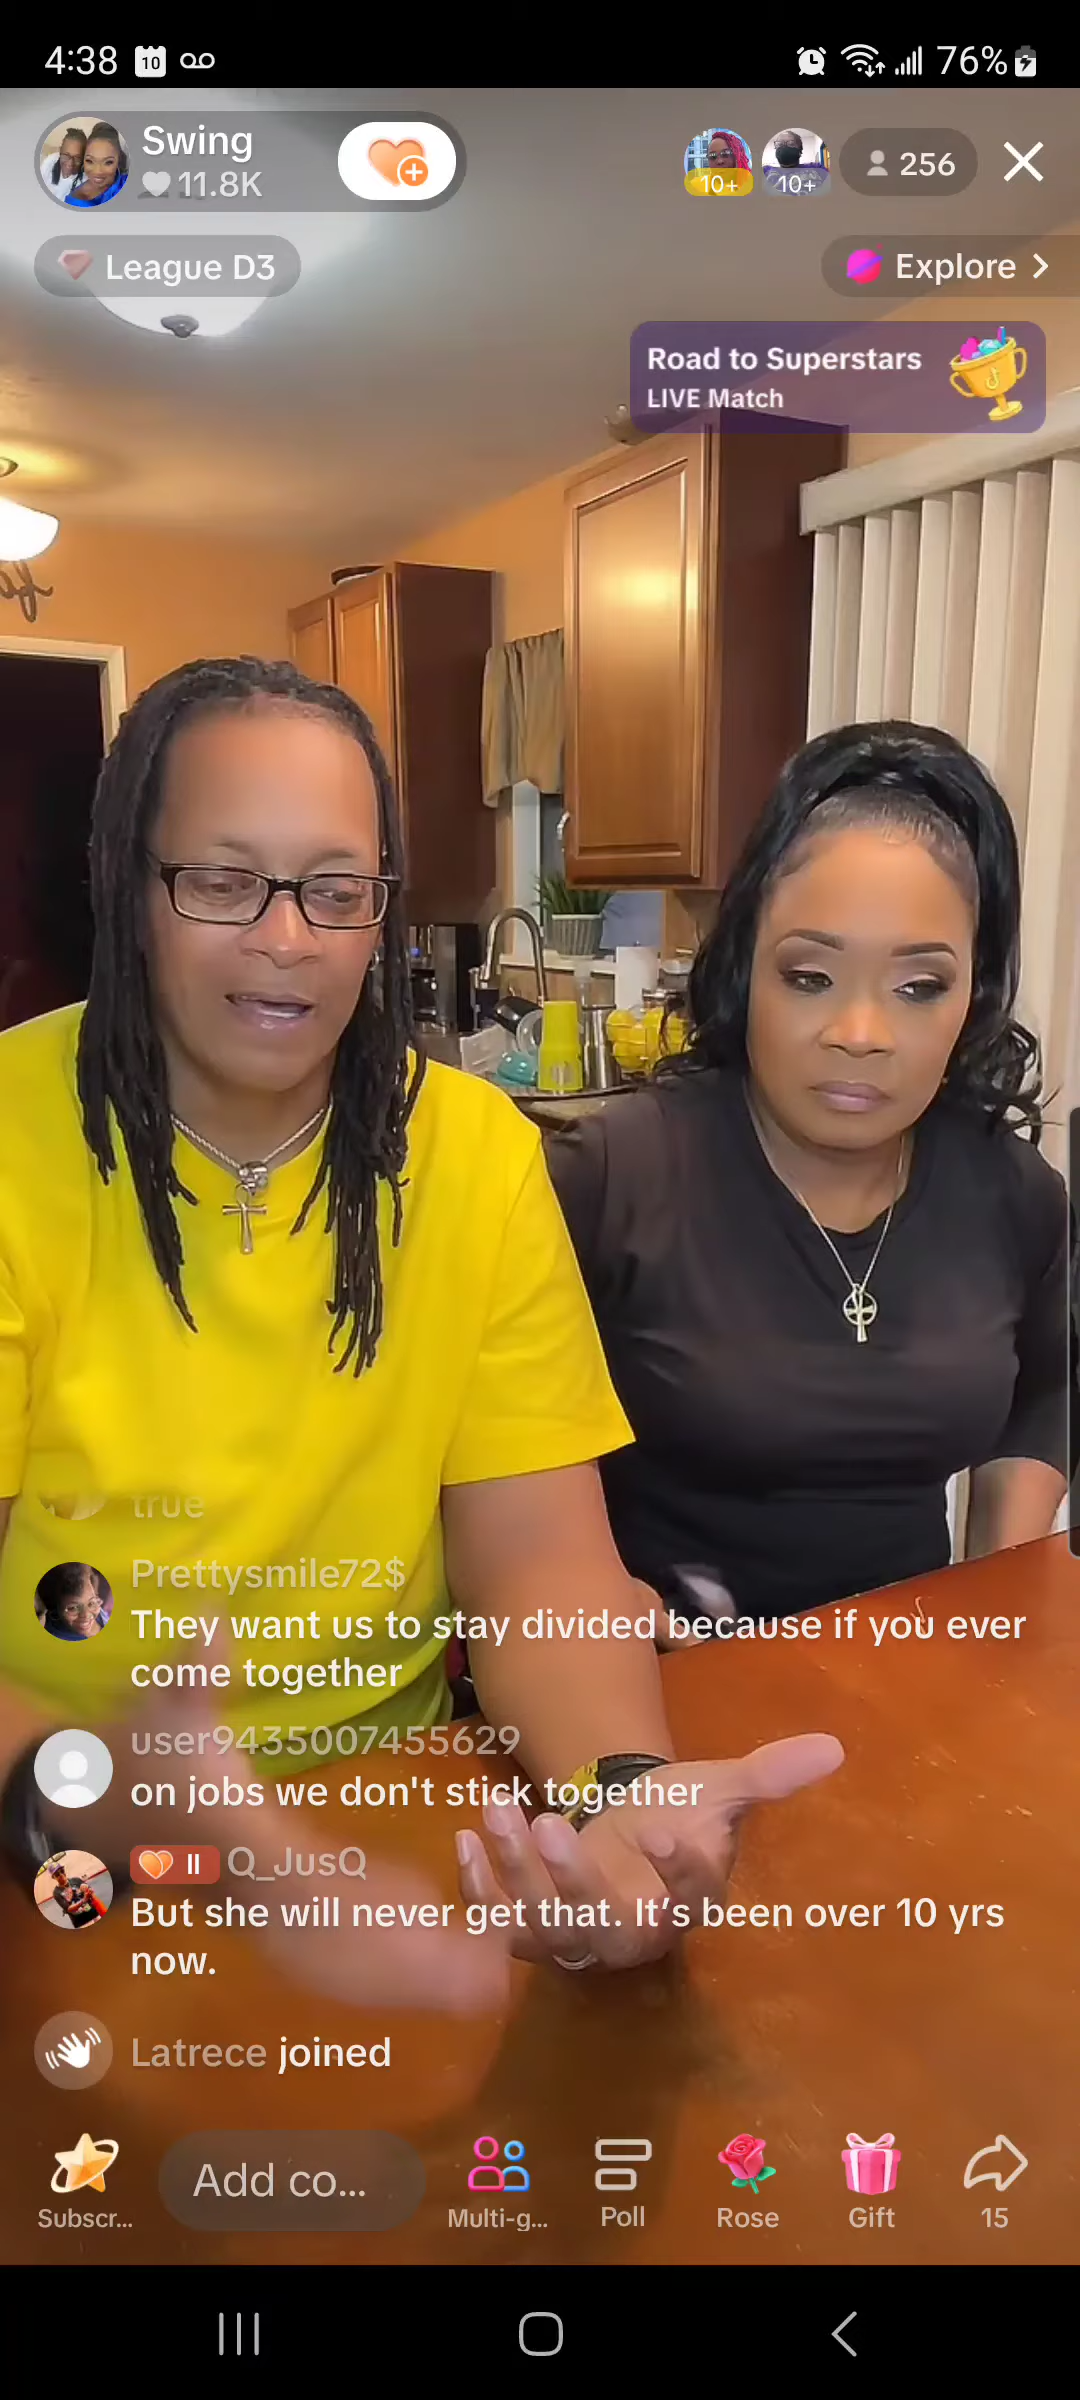 4:38 10 76%
Swing
11.8K
10+ 10+ 256
League D3
Explore
Road to Superstars
LIVE Match
true
Prettysmile72$
They want us to stay divided because if you ever
come together
user9435007455629
on jobs we don't stick together
II Q_JusQ
But she will never get that. It’s been over 10 yrs
now.
Latrece joined
Add co...
Subscr... Multi-g... Poll Rose Gift 15